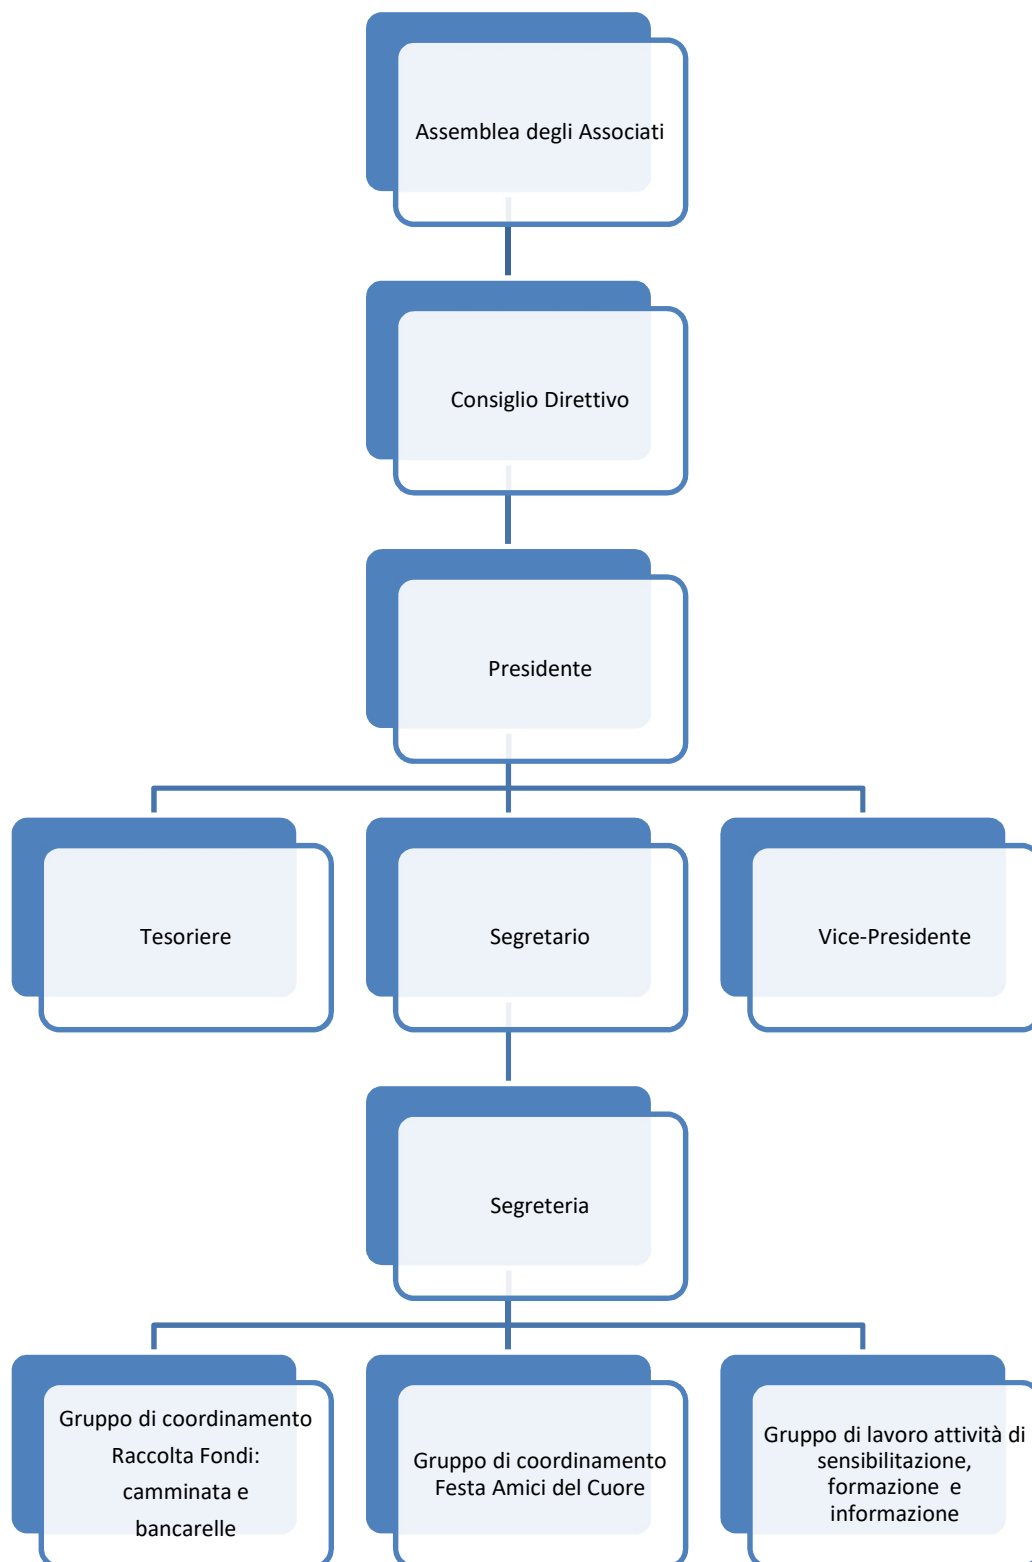 Assemblea degli Associati
Consiglio Direttivo
Presidente
Tesoriere
Segretario
Vice-Presidente
Segreteria
Gruppo di coordinamento
Raccolta Fondi:
camminata e
bancarelle
Gruppo di coordinamento
Festa Amici del Cuore
Gruppo di lavoro attività di
sensibilitazione,
formazione e
informazione